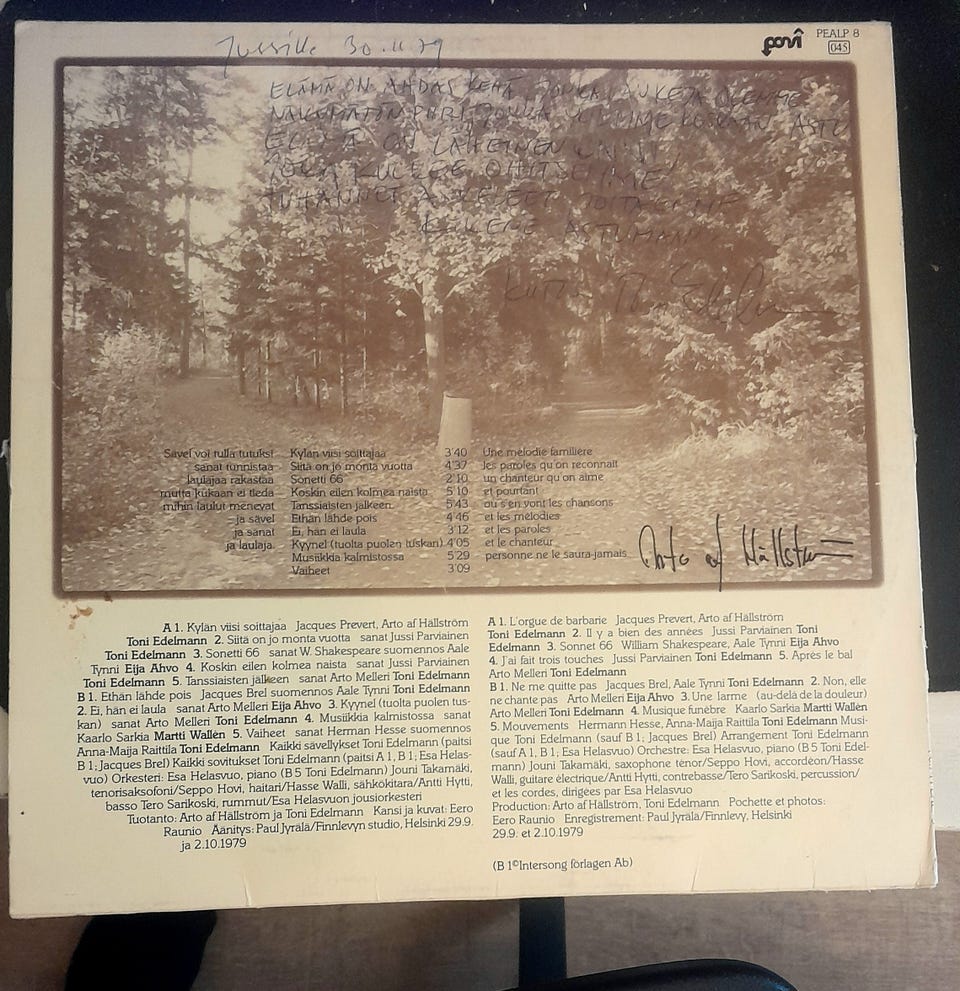 Jussille 30.11.79
ponsi PEALP 8
045
ELÄMÄ ON AHDAS KEHÄ JONKA
ELÄMÄ ON LÄHEINEN
JOKA KULKEE OHITSEMME
TUHANNET ASKELEET JOITA EMME
KYKENE ASTUMAAN
Sävel voi tulla tutuksi Kylän viisi soittajaa 3'40 Une mélodie familière
sanat tunnistaa Siitä on jo monta vuotta 4'37 les paroles qu'on reconnaît
laulajaa rakastaa Sonetti 66 2'10 un chanteur qu'on aime
mutta kukaan ei tiedä Koskin eilen kolmea naista 5'10 et pourtant
mihin laulut menevät Tanssiaisten jälkeen 5'43 où s'en vont les chansons
ja sävel Ethän lähde pois 4'46 et les mélodies
ja sanat Ei, hän ei laula 3'12 et les paroles
ja laulaja. Kyynel (tuolta puolen tuskan) 4'05 et le chanteur
Musiikkia kalmistossa 5'29 personne ne le saura-jamais
Vaiheet 3'09
Arto af Hällström
A 1. Kylän viisi soittajaa Jacques Prevert, Arto af Hällström
Toni Edelmann 2. Siitä on jo monta vuotta sanat Jussi Parviainen
Toni Edelmann 3. Sonetti 66 sanat W. Shakespeare suomennos Aale
Tynni Eija Ahvo 4. Koskin eilen kolmea naista sanat Jussi Parviainen
Toni Edelmann 5. Tanssiaisten jälkeen sanat Arto Melleri Toni Edelmann
B 1. Ethän lähde pois Jacques Brel suomennos Aale Tynni Toni Edelmann
2. Ei, hän ei laula sanat Arto Melleri Eija Ahvo 3. Kyynel (tuolta puolen tus-
kan) sanat Arto Melleri Toni Edelmann 4. Musiikkia kalmistossa sanat
Kaarlo Sarkia Martti Wallén 5. Vaiheet sanat Herman Hesse suomennos
Anna-Maija Raittila Toni Edelmann Kaikki sävellykset Toni Edelmann (paitsi
B 1; Jacques Brel) Kaikki sovitukset Toni Edelmann (paitsi A 1, B 1; Esa Helas-
vuo) Orkesteri: Esa Helasvuo, piano (B 5 Toni Edelmann) Jouni Takamäki,
tenorisaksofoni/Seppo Hovi, haitari/Hasse Walli, sähkökitara/Antti Hytti,
basso Tero Sarikoski, rummut/Esa Helasvuon jousiorkesteri
Tuotanto: Arto af Hällström ja Toni Edelmann Kansi ja kuvat: Eero
Raunio Äänitys: Paul Jyrälä/Finnlevyn studio, Helsinki 29.9.
ja 2.10.1979
A 1. L'orgue de barbarie Jacques Prevert, Arto af Hällström
Toni Edelmann 2. Il y a bien des années Jussi Parviainen Toni
Edelmann 3. Sonnet 66 William Shakespeare, Aale Tynni Eija Ahvo
4. J'ai fait trois touches Jussi Parviainen Toni Edelmann 5. Après le bal
Arto Melleri Toni Edelmann
B 1. Ne me quitte pas Jacques Brel, Aale Tynni Toni Edelmann 2. Non, elle
ne chante pas Arto Melleri Eija Ahvo 3. Une larme (au-delà de la douleur)
Arto Melleri Toni Edelmann 4. Musique funèbre Kaarlo Sarkia Martti Wallén
5. Mouvements Hermann Hesse, Anna-Maija Raittila Toni Edelmann Musi-
que Toni Edelmann (sauf B 1; Jacques Brel) Arrangement Toni Edelmann
(sauf A 1, B 1; Esa Helasvuo) Orchestre: Esa Helasvuo, piano (B 5 Toni Edel-
mann) Jouni Takamäki, saxophone ténor/Seppo Hovi, accordéon/Hasse
Walli, guitare électrique/Antti Hytti, contrebasse/Tero Sarikoski, percussion/
et les cordes, dirigées par Esa Helasvuo
Production: Arto af Hällström, Toni Edelmann Pochette et photos:
Eero Raunio Enregistrement: Paul Jyrälä/Finnlevy, Helsinki
29.9. et 2.10.1979
(B 1©Intersong förlagen Ab)